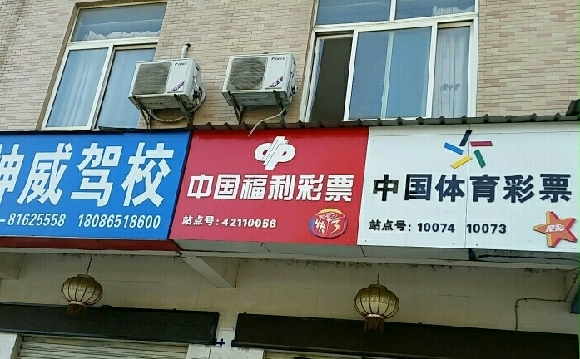 神威驾校
-81625558 18086518600
中国福利彩票
站点号:42110056
中国体育彩票
站点号:10074 10073